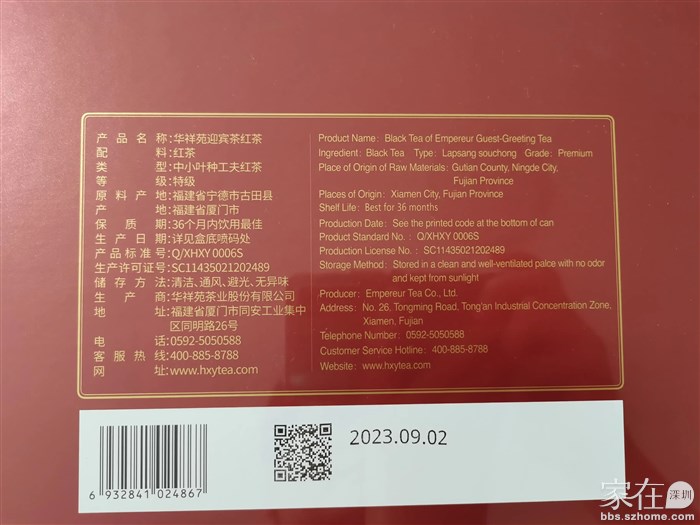 产品名称:华祥苑迎宾茶红茶
配料:红茶
类型:中小叶种工夫红茶
等级:特级
原料产地:福建省宁德市古田县
产地:福建省厦门市
保质期:36个月内饮用最佳
生产日期:详见盒底喷码处
产品标准号:Q/XHXY 0006S
生产许可证号:SC11435021202489
储存方法:清洁、通风、避光、无异味
生产商:华祥苑茶业股份有限公司
地址:福建省厦门市同安工业集中
区同明路26号
电话:0592-5050588
客服热线:400-885-8788
网址:www.hxytea.com
Product Name: Black Tea of Empereur Guest-Greeting Tea
Ingredient: Black Tea Type: Lapsang souchong Grade: Premium
Place of Origin of Raw Materials: Gutian County, Ningde City,
Fujian Province
Places of Origin: Xiamen City, Fujian Province
Shelf Life: Best for 36 months
Production Date: See the printed code at the bottom of can
Product Standard No.: Q/XHXY 0006S
Production License No.: SC11435021202489
Storage Method: Stored in a clean and well-ventilated palce with no odor
and kept from sunlight
Producer: Empereur Tea Co., Ltd.
Address: No. 26, Tongming Road, Tong'an Industrial Concentration Zone,
Xiamen, Fujian
Telephone Number: 0592-5050588
Customer Service Hotline: 400-885-8788
Website: www.hxytea.com
2023.09.02
6 932841 024867
家在深圳
bbs.szhome.com